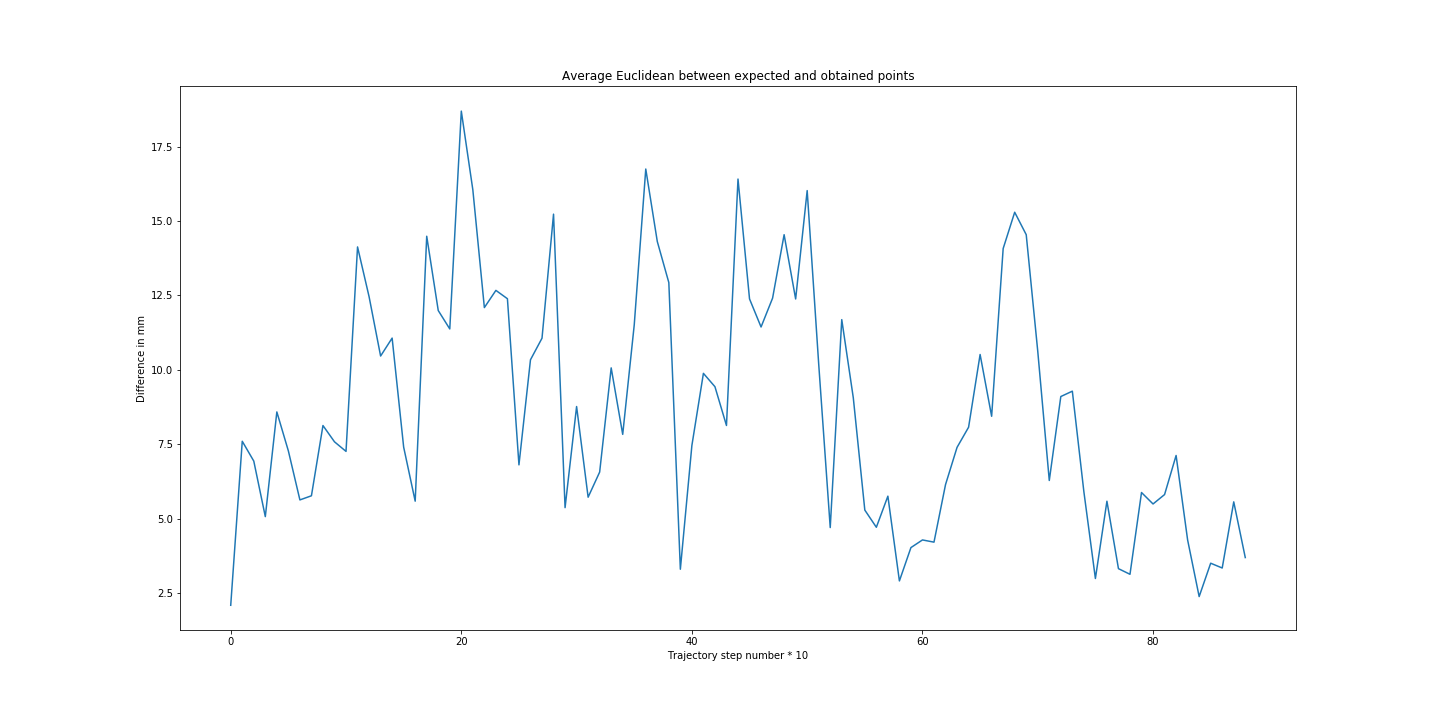 Average Euclidean between expected and obtained points
17.5
15.0
12.5
10.0
7.5
5.0
2.5
Difference in mm
0 20 40 60 80
Trajectory step number * 10